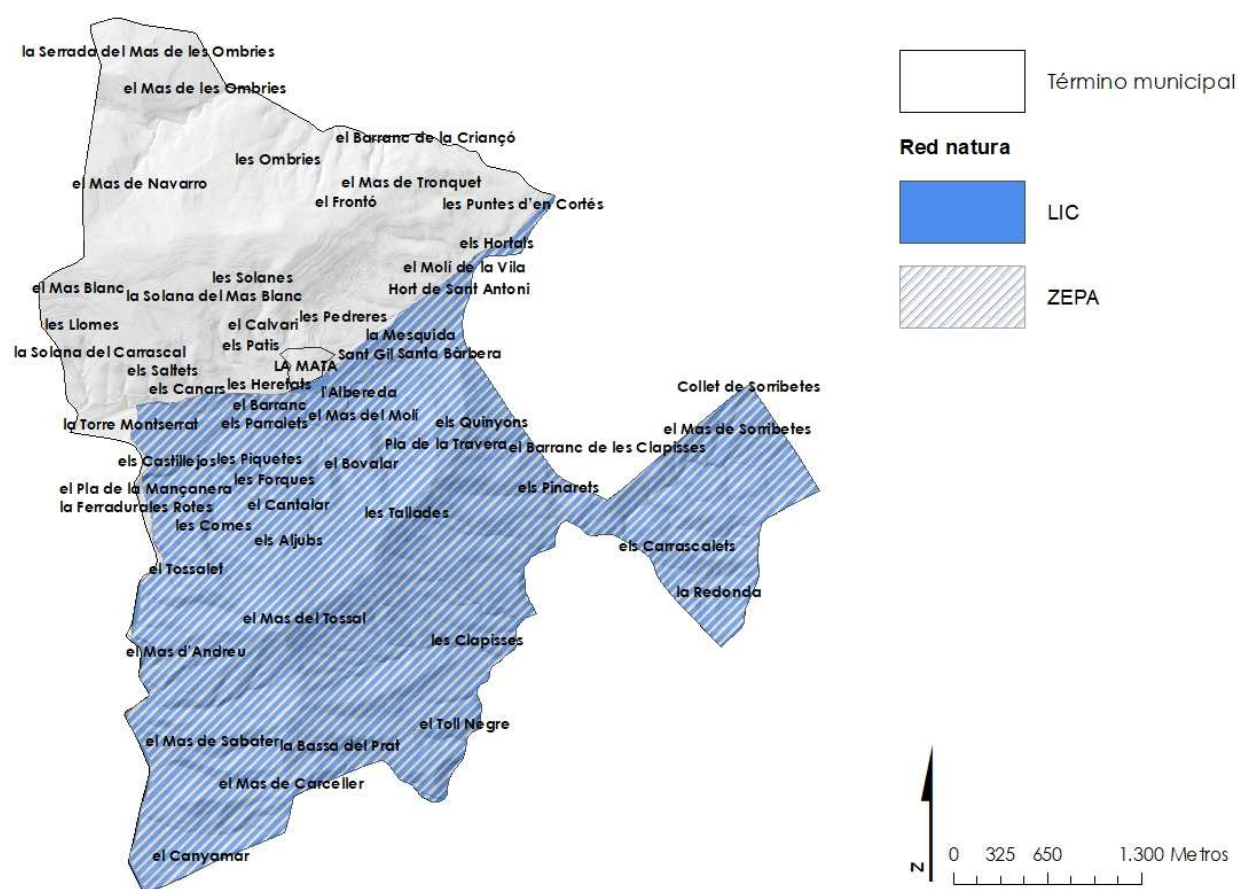 la Serrada del Mas de les Ombries
el Mas de les Ombries
el Barranc de la Criançó
les Ombries
el Mas de Navarro
el Mas de Tronquet
el Frontó
les Puntes d'en Cortés
els Hortals
el Molí de la Vila
les Solanes
el Mas Blanc
la Solana del Mas Blanc
Hort de Sant Antoni
les Llomes
el Calvari
les Pedreres
la Mesquida
els Patis
la Solana del Carrascal
Sant Gil
Santa Bàrbera
els Saltets
LA MATA
els Canars
les Heretats
l'Albereda
el Barranc
la Torre Montserrat
els Parralets
el Mas del Molí
els Quinyons
Pla de la Travera
el Barranc de les Clapisses
Collet de Sorribetes
el Mas de Sorribetes
els Castillejos
les Piquetes
el Bovalar
el Pla de la Mançanera
les Forques
els Pinarets
la Ferradura
les Rotes
el Cantalar
les Tallades
les Comes
els Aljubs
els Carrascalets
el Tossalet
la Redonda
el Mas del Tossal
les Clapisses
el Mas d'Andreu
el Toll Negre
el Mas de Sabater
la Bassa del Prat
el Mas de Carceller
el Canyamar
Término municipal
Red natura
LIC
ZEPA
N
0 325 650 1.300 Metros